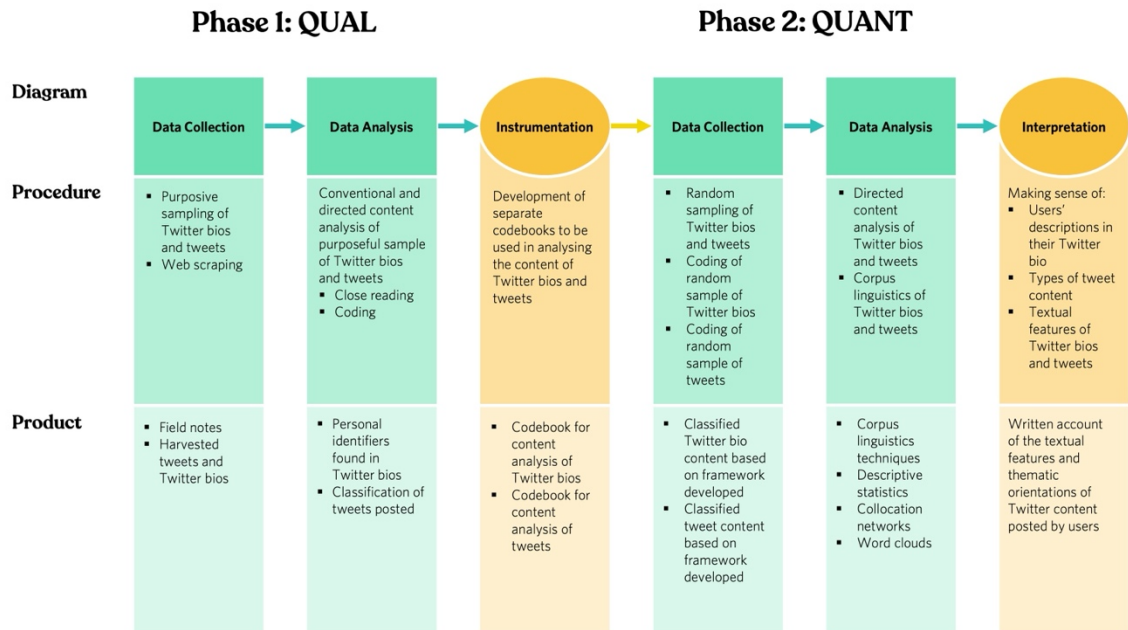 Phase 1: QUAL
Phase 2: QUANT
Diagram
Data Collection
Data Analysis
Instrumentation
Data Collection
Data Analysis
Interpretation
Procedure
▪ Purposive
sampling of
Twitter bios
and tweets
▪ Web scraping
Conventional and
directed content
analysis of
purposeful sample
of Twitter bios
and tweets
▪ Close reading
▪ Coding
Development of
separate
codebooks to be
used in analysing
the content of
Twitter bios and
tweets
▪ Random
sampling of
Twitter bios
and tweets
▪ Coding of
random
sample of
Twitter bios
▪ Coding of
random
sample of
tweets
▪ Directed
content
analysis of
Twitter bios
and tweets
▪ Corpus
linguistics of
Twitter bios
and tweets
Making sense of:
▪ Users'
descriptions in
their Twitter
bio
▪ Types of tweet
content
▪ Textual
features of
Twitter bios
and tweets
Product
▪ Field notes
▪ Harvested
tweets and
Twitter bios
▪ Personal
identifiers
found in
Twitter bios
▪ Classification of
tweets posted
▪ Codebook for
content
analysis of
Twitter bios
▪ Codebook for
content
analysis of
tweets
▪ Classified
Twitter bio
content based
on framework
developed
▪ Classified
tweet content
based on
framework
developed
▪ Corpus
linguistics
techniques
▪ Descriptive
statistics
▪ Collocation
networks
▪ Word clouds
Written account
of the textual
features and
thematic
orientations of
Twitter content
posted by users